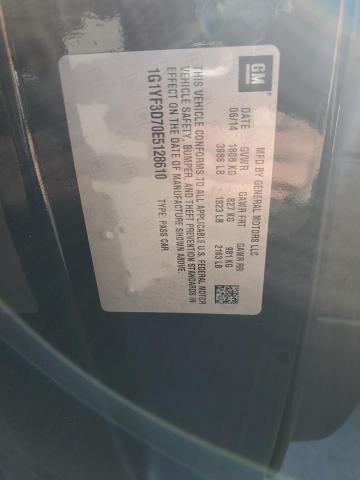 GM
MFD BY GENERAL MOTORS LLC
DATE GVWR GAWR FRT GAWR RR
06/14 1808 KG 827 KG 981 KG
3986 LB 1823 LB 2163 LB
THIS VEHICLE CONFORMS TO ALL APPLICABLE U.S. FEDERAL MOTOR
VEHICLE SAFETY, BUMPER, AND THEFT PREVENTION STANDARDS IN
EFFECT ON THE DATE OF MANUFACTURE SHOWN ABOVE.
1G1YF3D70E5128610 TYPE: PASS CAR